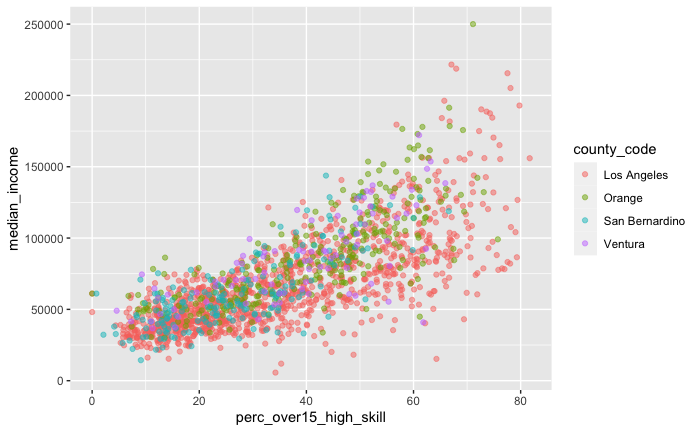 250000
200000
150000
100000
50000
0
median_income
0 20 40 60 80
perc_over15_high_skill
county_code
Los Angeles
Orange
San Bernardino
Ventura